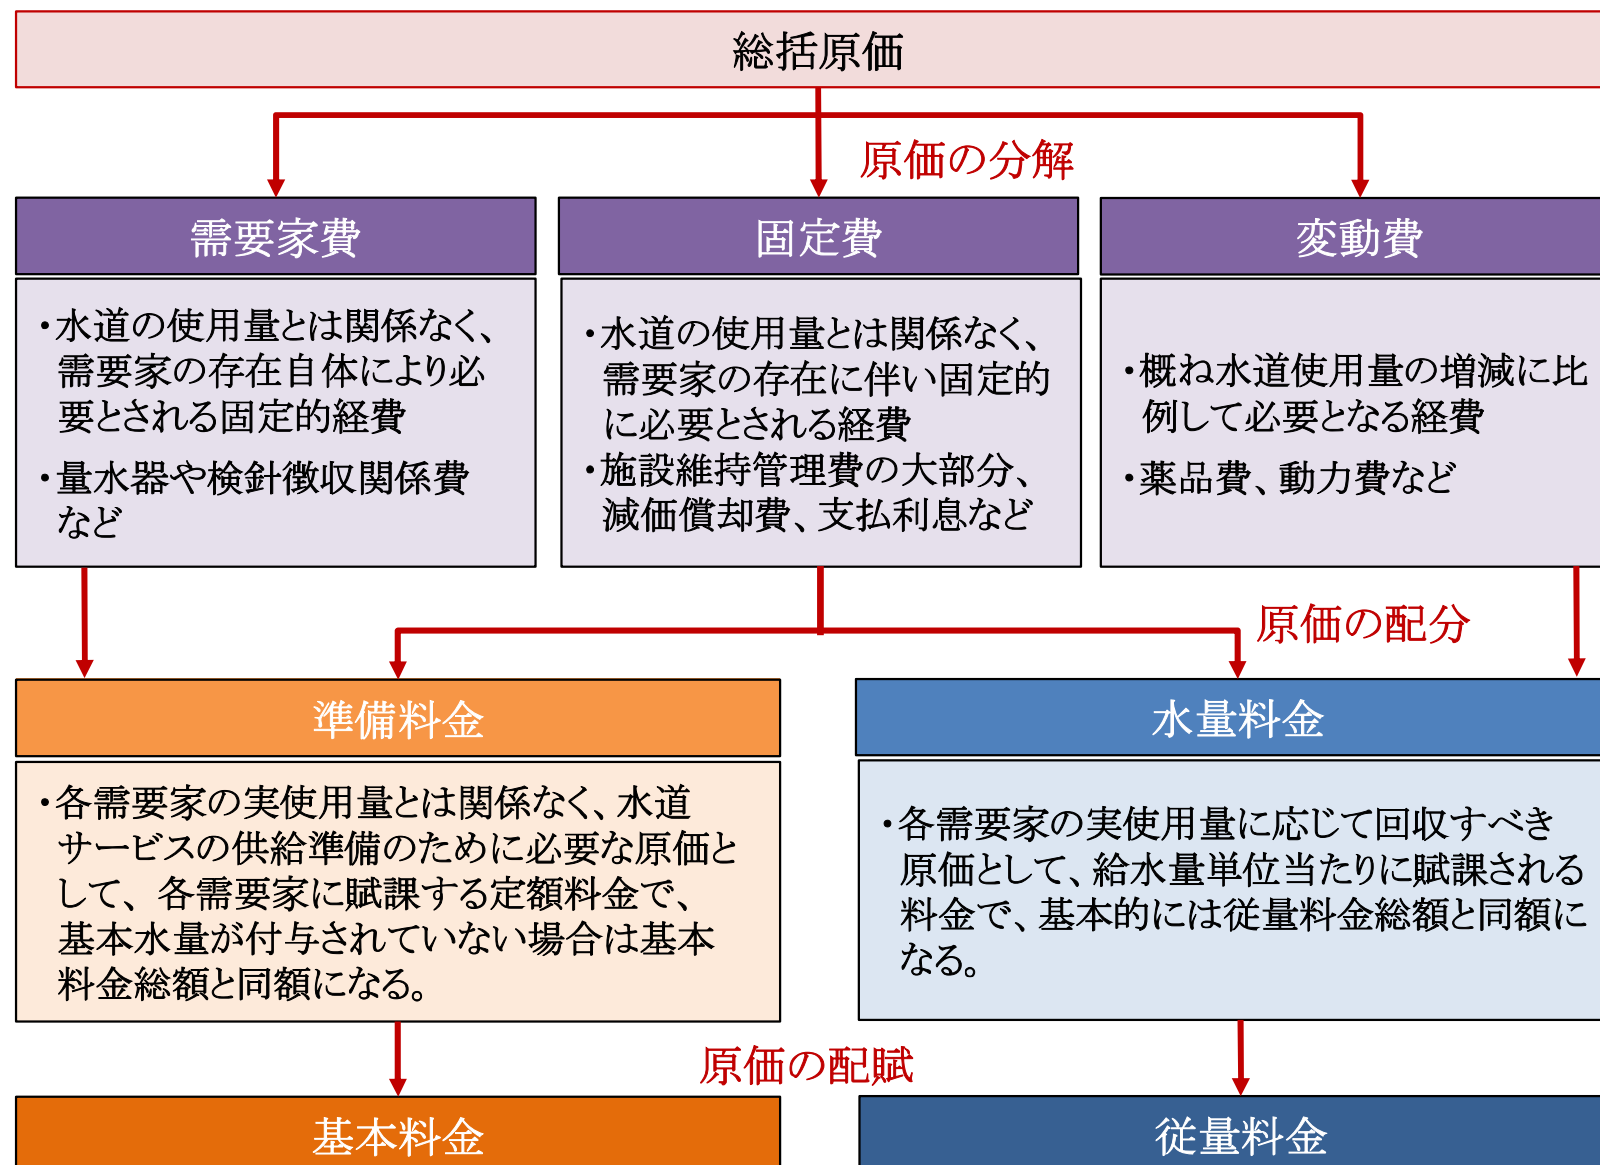 総括原価
原価の分解
需要家費
固定費
変動費
・水道の使用量とは関係なく、
需要家の存在自体により必
要とされる固定的経費
・量水器や検針徴収関係費
など
・水道の使用量とは関係なく、
需要家の存在に伴い固定的
に必要とされる経費
・施設維持管理費の大部分、
減価償却費、支払利息など
・概ね水道使用量の増減に比
例して必要となる経費
・薬品費、動力費など
原価の配分
準備料金
水量料金
・各需要家の実使用量とは関係なく、水道
サービスの供給準備のために必要な原価と
して、各需要家に賦課する定額料金で、
基本水量が付与されていない場合は基本
料金総額と同額になる。
・各需要家の実使用量に応じて回収すべき
原価として、給水量単位当たりに賦課される
料金で、基本的には従量料金総額と同額に
なる。
原価の配賦
基本料金
従量料金